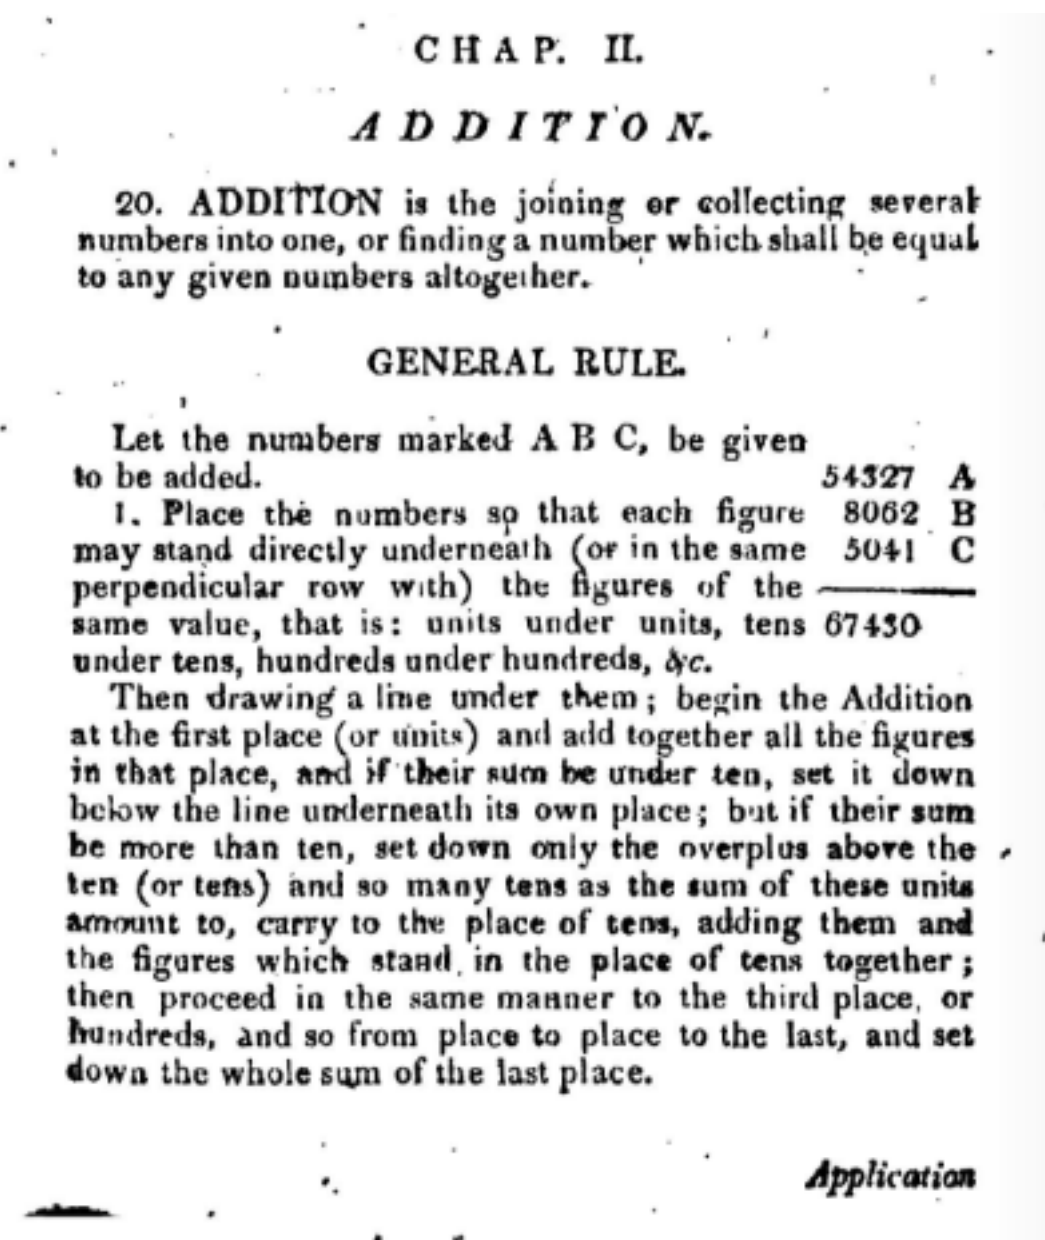 CHAP. II.
ADDITION.
20. ADDITION is the joining or collecting several
numbers into one, or finding a number which shall be equal
to any given numbers altogether.
GENERAL RULE.
Let the numbers marked A B C, be given
to be added. 54327 A
1. Place the numbers so that each figure 8062 B
may stand directly underneath (or in the same 5041 C
perpendicular row with) the figures of the
same value, that is: units under units, tens 67430
under tens, hundreds under hundreds, &c.
Then drawing a line under them; begin the Addition
at the first place (or units) and add together all the figures
in that place, and if their sum be under ten, set it down
below the line underneath its own place; but if their sum
be more than ten, set down only the overplus above the
ten (or tens) and so many tens as the sum of these units
amount to, carry to the place of tens, adding them and
the figures which stand in the place of tens together;
then proceed in the same manner to the third place, or
hundreds, and so from place to place to the last, and set
down the whole sum of the last place.
Application